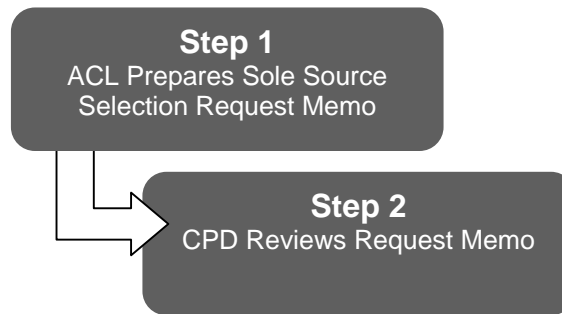 Step 1
ACL Prepares Sole Source
Selection Request Memo
Step 2
CPD Reviews Request Memo